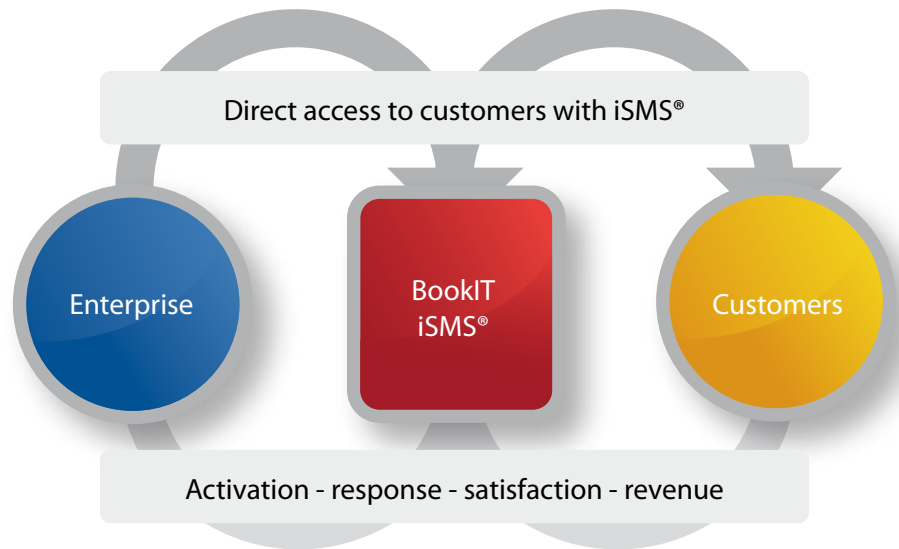 Direct access to customers with iSMS®
Enterprise
BookIT
iSMS®
Customers
Activation - response - satisfaction - revenue